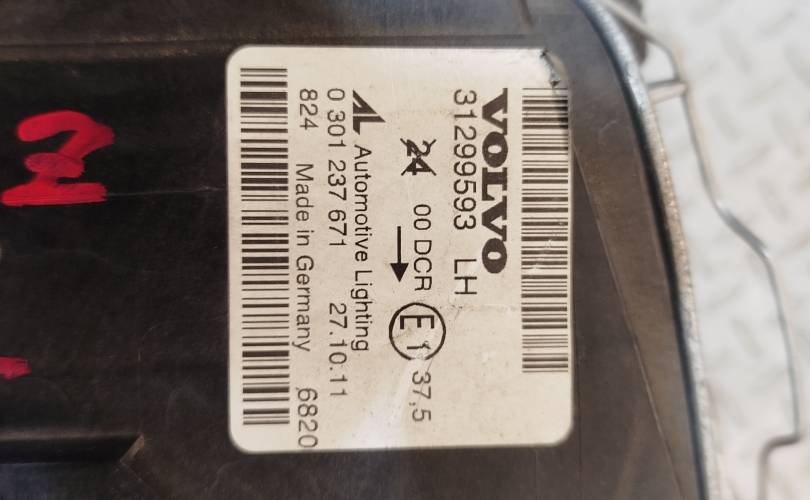 VOLVO
31299593 LH
24 00 DCR E1 37,5
AL Automotive Lighting
0 301 237 671 27.10.11
824 Made in Germany 6820